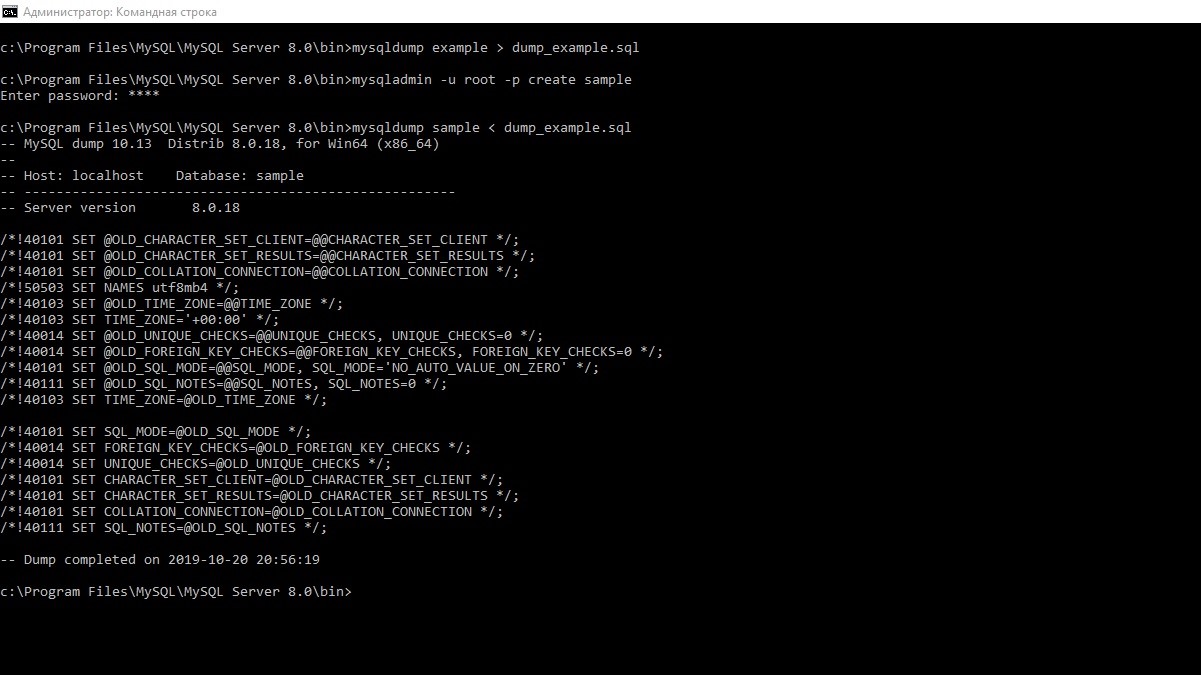 Администратор: Командная строка
c:\Program Files\MySQL\MySQL Server 8.0\bin>mysqldump example > dump_example.sql
c:\Program Files\MySQL\MySQL Server 8.0\bin>mysqladmin -u root -p create sample
Enter password: ****
c:\Program Files\MySQL\MySQL Server 8.0\bin>mysqldump sample < dump_example.sql
-- MySQL dump 10.13  Distrib 8.0.18, for Win64 (x86_64)
--
-- Host: localhost    Database: sample
-- ------------------------------------------------------
-- Server version       8.0.18
/*!40101 SET @OLD_CHARACTER_SET_CLIENT=@@CHARACTER_SET_CLIENT */;
/*!40101 SET @OLD_CHARACTER_SET_RESULTS=@@CHARACTER_SET_RESULTS */;
/*!40101 SET @OLD_COLLATION_CONNECTION=@@COLLATION_CONNECTION */;
/*!50503 SET NAMES utf8mb4 */;
/*!40103 SET @OLD_TIME_ZONE=@@TIME_ZONE */;
/*!40103 SET TIME_ZONE='+00:00' */;
/*!40014 SET @OLD_UNIQUE_CHECKS=@@UNIQUE_CHECKS, UNIQUE_CHECKS=0 */;
/*!40014 SET @OLD_FOREIGN_KEY_CHECKS=@@FOREIGN_KEY_CHECKS, FOREIGN_KEY_CHECKS=0 */;
/*!40101 SET @OLD_SQL_MODE=@@SQL_MODE, SQL_MODE='NO_AUTO_VALUE_ON_ZERO' */;
/*!40111 SET @OLD_SQL_NOTES=@@SQL_NOTES, SQL_NOTES=0 */;
/*!40103 SET TIME_ZONE=@OLD_TIME_ZONE */;
/*!40101 SET SQL_MODE=@OLD_SQL_MODE */;
/*!40014 SET FOREIGN_KEY_CHECKS=@OLD_FOREIGN_KEY_CHECKS */;
/*!40014 SET UNIQUE_CHECKS=@OLD_UNIQUE_CHECKS */;
/*!40101 SET CHARACTER_SET_CLIENT=@OLD_CHARACTER_SET_CLIENT */;
/*!40101 SET CHARACTER_SET_RESULTS=@OLD_CHARACTER_SET_RESULTS */;
/*!40101 SET COLLATION_CONNECTION=@OLD_COLLATION_CONNECTION */;
/*!40111 SET SQL_NOTES=@OLD_SQL_NOTES */;
-- Dump completed on 2019-10-20 20:56:19
c:\Program Files\MySQL\MySQL Server 8.0\bin>